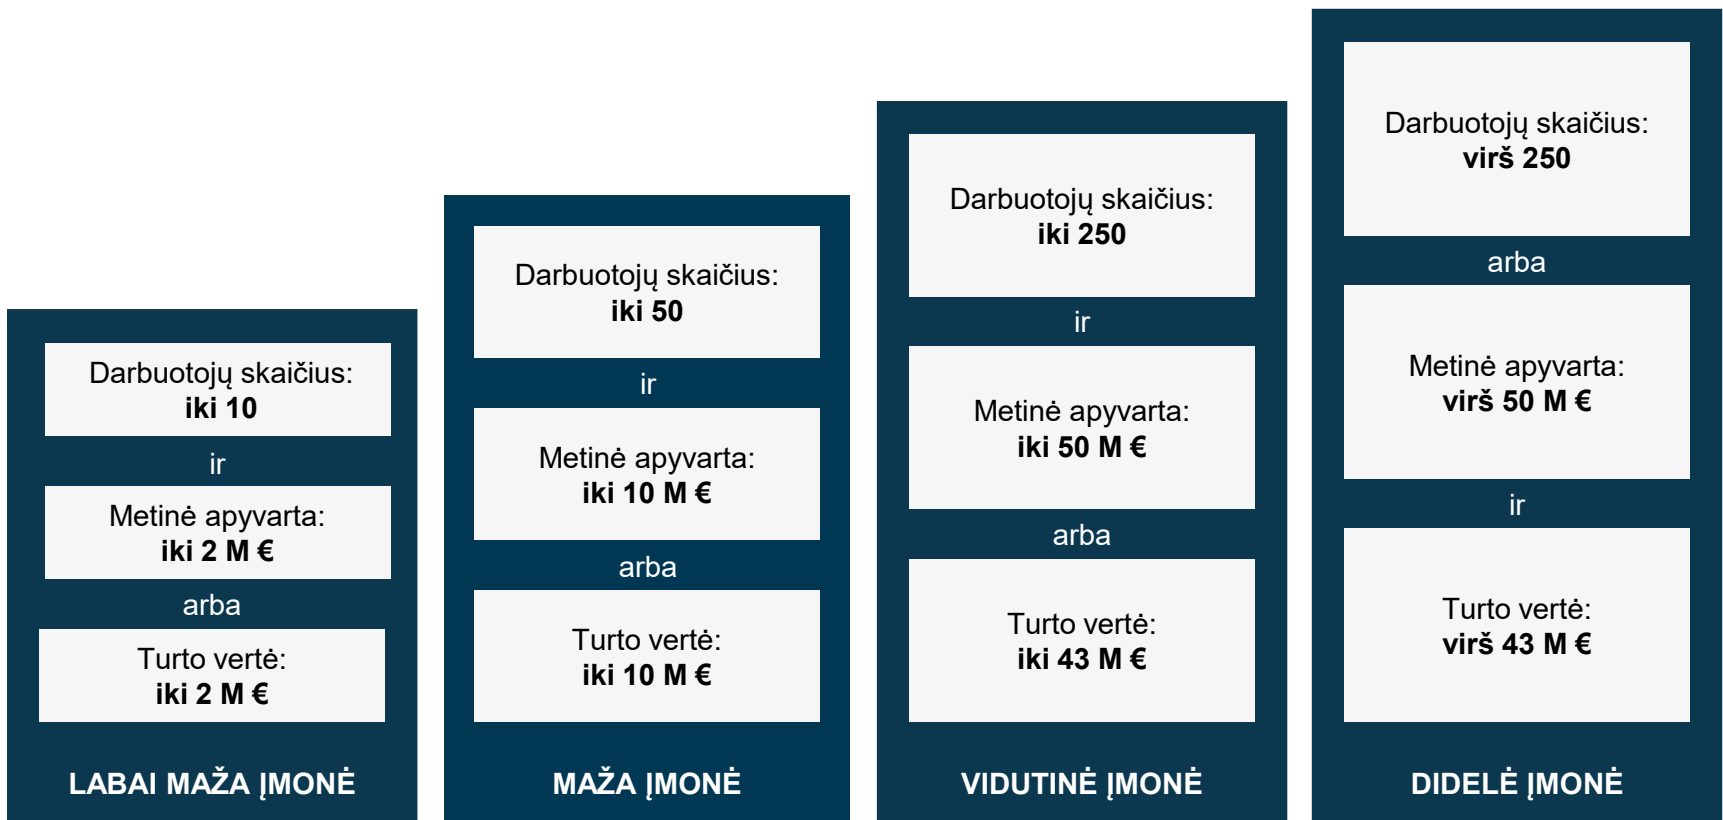 Darbuotojų skaičius:
iki 10
ir
Metinė apyvarta:
iki 2 M €
arba
Turto vertė:
iki 2 M €
LABAI MAŽA ĮMONĖ
Darbuotojų skaičius:
iki 50
ir
Metinė apyvarta:
iki 10 M €
arba
Turto vertė:
iki 10 M €
MAŽA ĮMONĖ
Darbuotojų skaičius:
iki 250
ir
Metinė apyvarta:
iki 50 M €
arba
Turto vertė:
iki 43 M €
VIDUTINĖ ĮMONĖ
Darbuotojų skaičius:
virš 250
arba
Metinė apyvarta:
virš 50 M €
ir
Turto vertė:
virš 43 M €
DIDELĖ ĮMONĖ